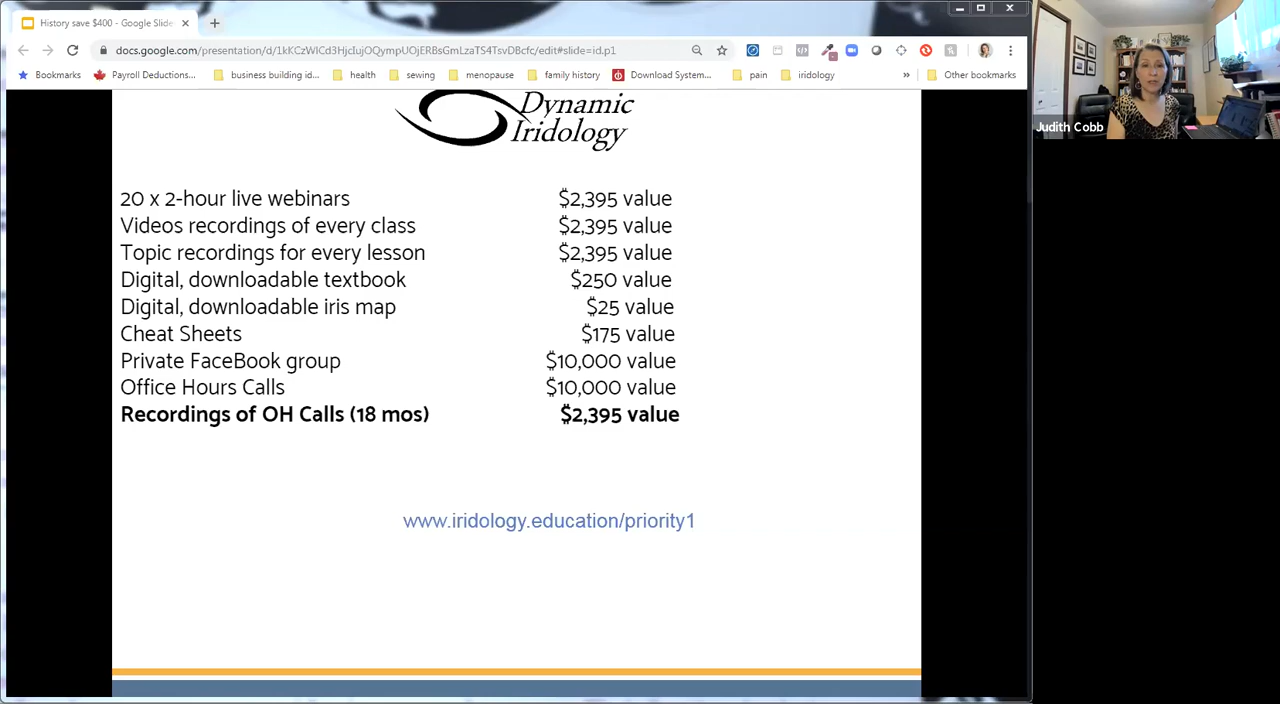 History save $400 - Google Slide
docs.google.com/presentation/d/1kKCzWlCd3HjcIujOQympUOjERBsGmLzaTS4TsvDBcfc/edit#slide=id.p1
Bookmarks
Payroll Deductions...
business building id...
health
sewing
menopause
family history
Download System...
pain
iridology
»
Other bookmarks
Judith Cobb
Dynamic
Iridology
20 x 2-hour live webinars $2,395 value
Videos recordings of every class $2,395 value
Topic recordings for every lesson $2,395 value
Digital, downloadable textbook $250 value
Digital, downloadable iris map $25 value
Cheat Sheets $175 value
Private FaceBook group $10,000 value
Office Hours Calls $10,000 value
Recordings of OH Calls (18 mos) $2,395 value
www.iridology.education/priority1